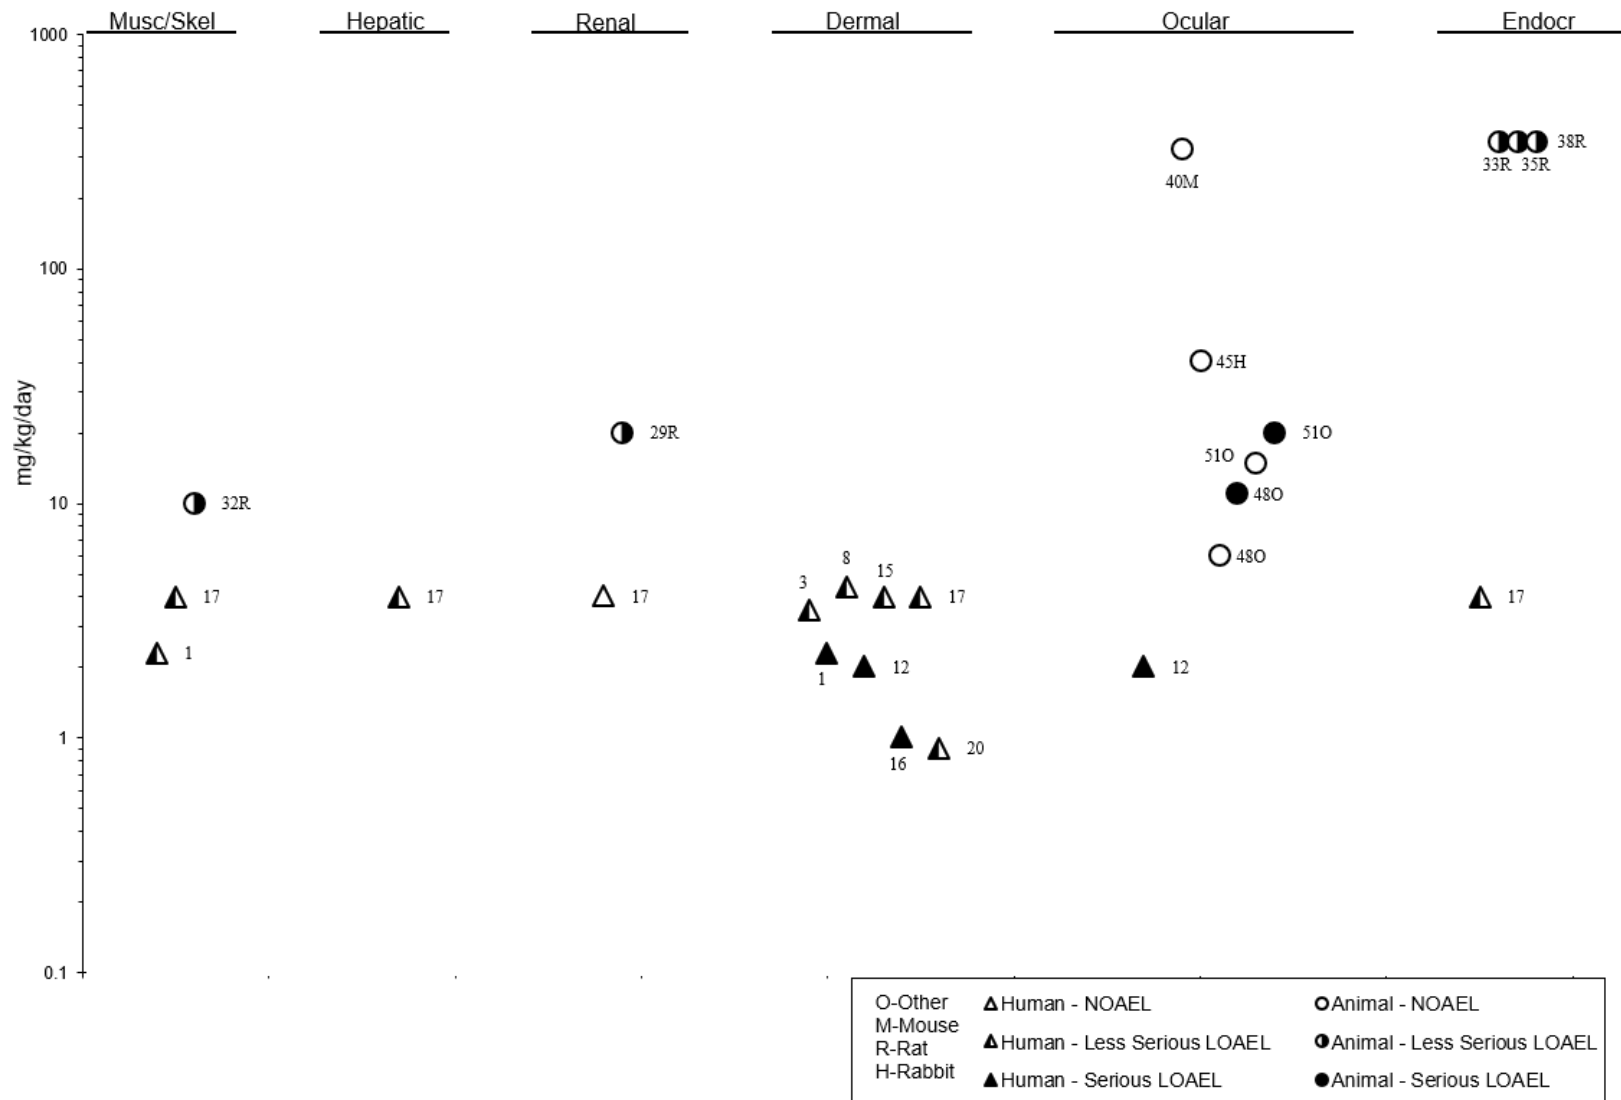 Musc/Skel Hepatic Renal Dermal Ocular Endocr
1000
38R
33R 35R
40M
100
45H
mg/kg/day
29R
51O
51O
48O
10
32R
48O
8
15
3
17
17
17
17
17
1
1
12
12
1
16
20
0.1
O-Other
M-Mouse
R-Rat
H-Rabbit
Human - NOAEL
Human - Less Serious LOAEL
Human - Serious LOAEL
Animal - NOAEL
Animal - Less Serious LOAEL
Animal - Serious LOAEL